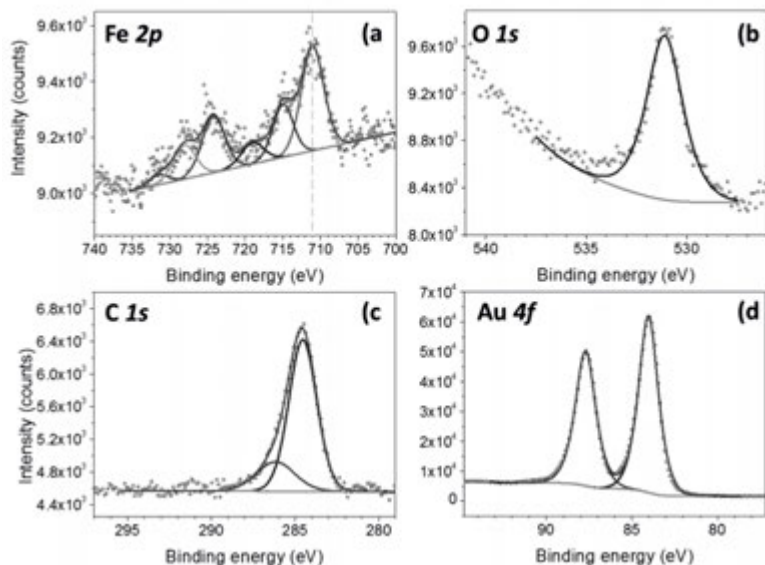 Fe 2p (a
Intensity (counts)
9.6x10³
9.4x10³
9.2x10³
9.0x10³
740 735 730 725 720 715 710 705 700
Binding energy (eV)
O 1s (b
9.6x10³
9.2x10³
8.8x10³
8.4x10³
8.0x10³
540 535 530
Binding energy (eV)
C 1s (c
Intensity (counts)
6.8x10³
6.4x10³
6.0x10³
5.6x10³
5.2x10³
4.8x10³
4.4x10³
295 290 285 280
Binding energy (eV)
Au 4f (d
7x10⁴
6x10⁴
5x10⁴
4x10⁴
3x10⁴
2x10⁴
1x10⁴
0
90 85 80
Binding energy (eV)